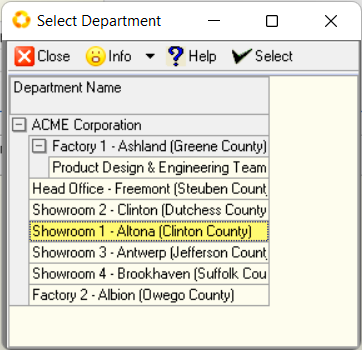 Select Department
Close Info Help Select
Department Name
ACME Corporation
Factory 1 - Ashland (Greene County)
Product Design & Engineering Team
Head Office - Freemont (Steuben Count
Showroom 2 - Clinton (Dutchess County)
Showroom 1 - Altona (Clinton County)
Showroom 3 - Antwerp (Jefferson Count
Showroom 4 - Brookhaven (Suffolk Cou
Factory 2 - Albion (Owego County)